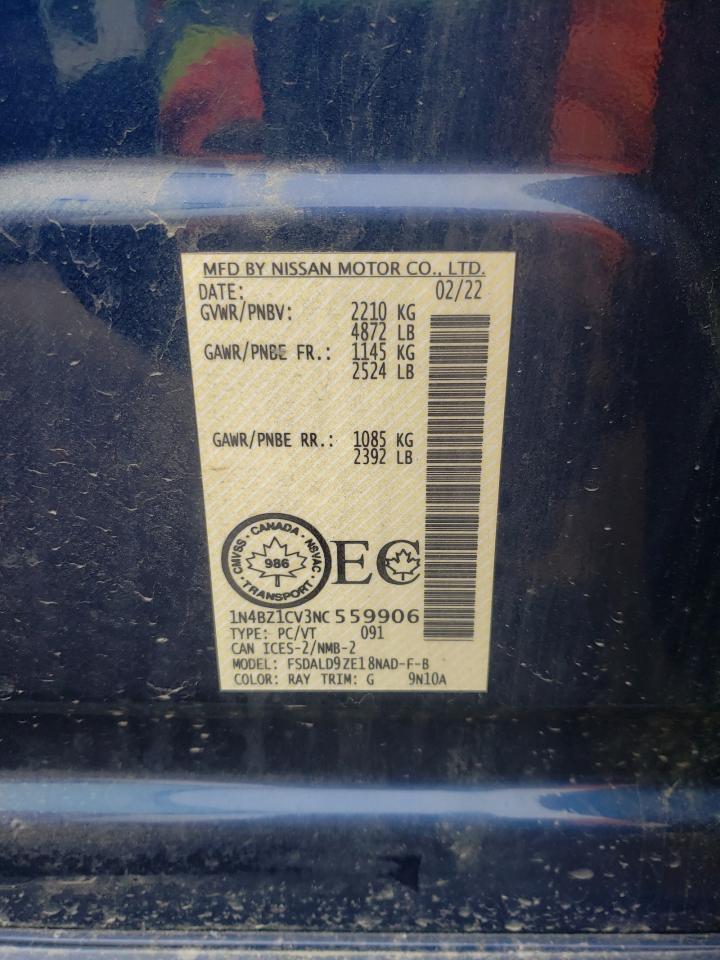 MFD BY NISSAN MOTOR CO., LTD.
DATE: 02/22
GVWR/PNBV: 2210 KG
4872 LB
GAWR/PNBE FR.: 1145 KG
2524 LB
GAWR/PNBE RR.: 1085 KG
2392 LB
CMVSS · CANADA · NSVAC · TRANSPORT ·
986
EC
1N4BZ1CV3NC559906
TYPE: PC/VT 091
CAN ICES-2/NMB-2
MODEL: FSDALD9ZE18NAD-F-B
COLOR: RAY TRIM: G 9N10A